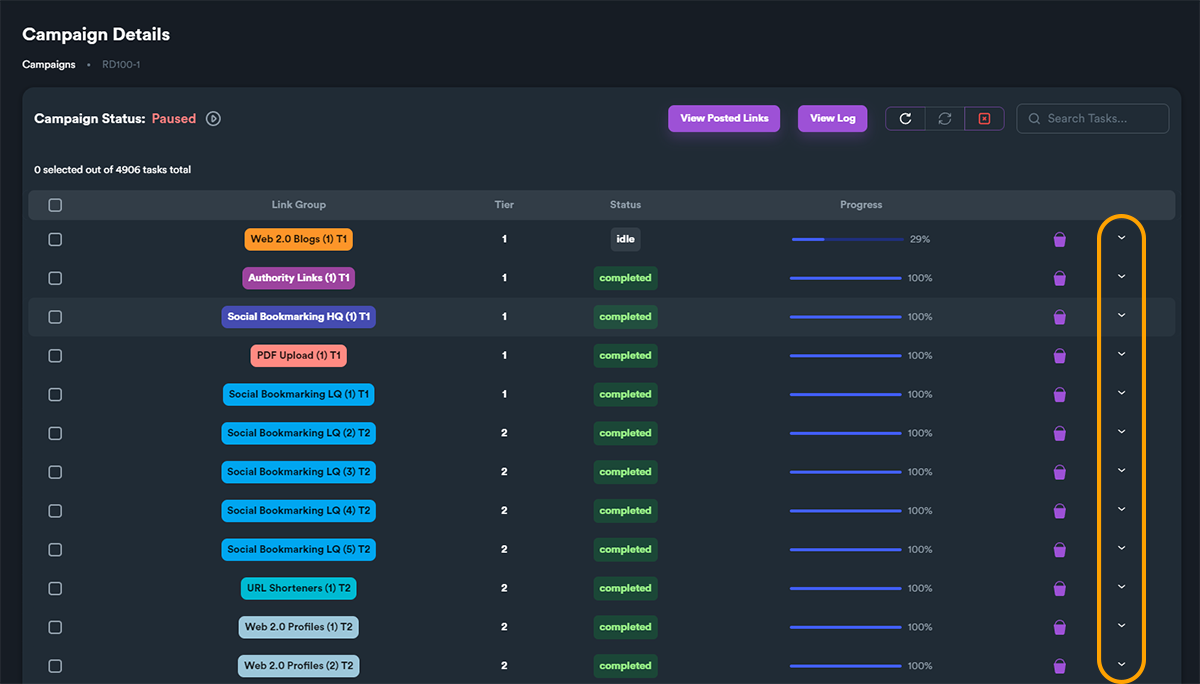 Campaign Details
Campaigns • RD100-1
Campaign Status: Paused View Posted Links View Log Search Tasks...
0 selected out of 4906 tasks total
Link Group Tier Status Progress
Web 2.0 Blogs (1) T1 1 idle 29%
Authority Links (1) T1 1 completed 100%
Social Bookmarking HQ (1) T1 1 completed 100%
PDF Upload (1) T1 1 completed 100%
Social Bookmarking LQ (1) T1 1 completed 100%
Social Bookmarking LQ (2) T2 2 completed 100%
Social Bookmarking LQ (3) T2 2 completed 100%
Social Bookmarking LQ (4) T2 2 completed 100%
Social Bookmarking LQ (5) T2 2 completed 100%
URL Shorteners (1) T2 2 completed 100%
Web 2.0 Profiles (1) T2 2 completed 100%
Web 2.0 Profiles (2) T2 2 completed 100%